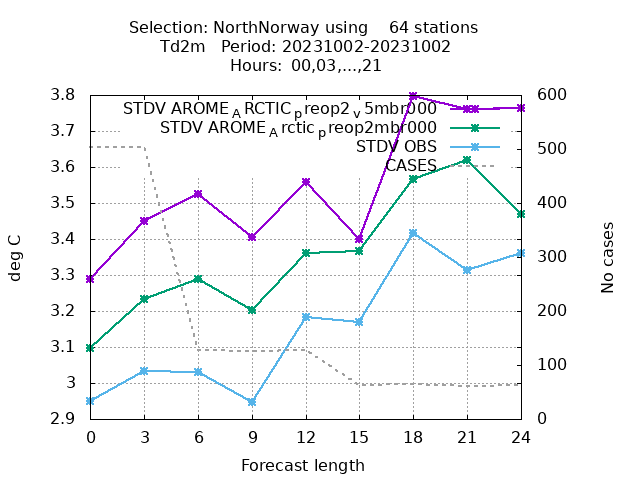 Selection: NorthNorway using    64 stations
Td2m   Period: 20231002-20231002
Hours:  00,03,...,21
3.8
3.7
3.6
3.5
3.4
3.3
3.2
3.1
3
2.9
deg C
STDV AROME_ARCTIC_preop2_v5mbr000
STDV AROME_Arctic_preop2mbr000
STDV OBS
CASES
600
500
400
300
200
100
0
No cases
0 3 6 9 12 15 18 21 24
Forecast length